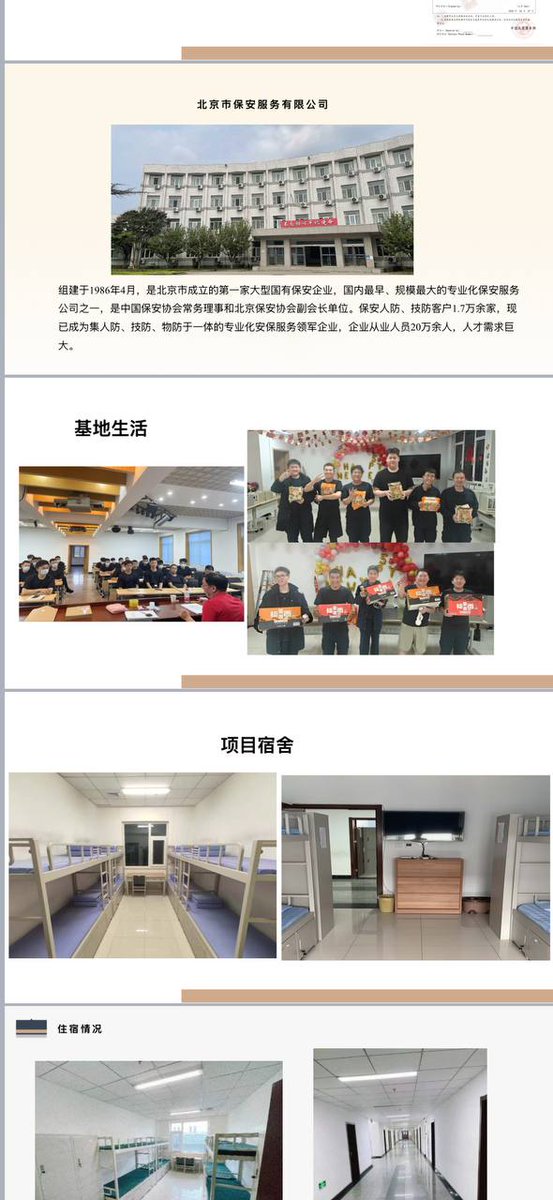 北京市保安服务有限公司
组建于1986年4月，是北京市成立的第一家大型国有保安企业，国内最早、规模最大的专业化保安服务
公司之一，是中国保安协会常务理事和北京保安协会副会长单位。保安人防、技防客户1.7万余家，现
已成为集人防、技防、物防于一体的专业化安保服务领军企业，企业从业人员20万余人，人才需求巨
大。
基地生活
项目宿舍
住宿情况